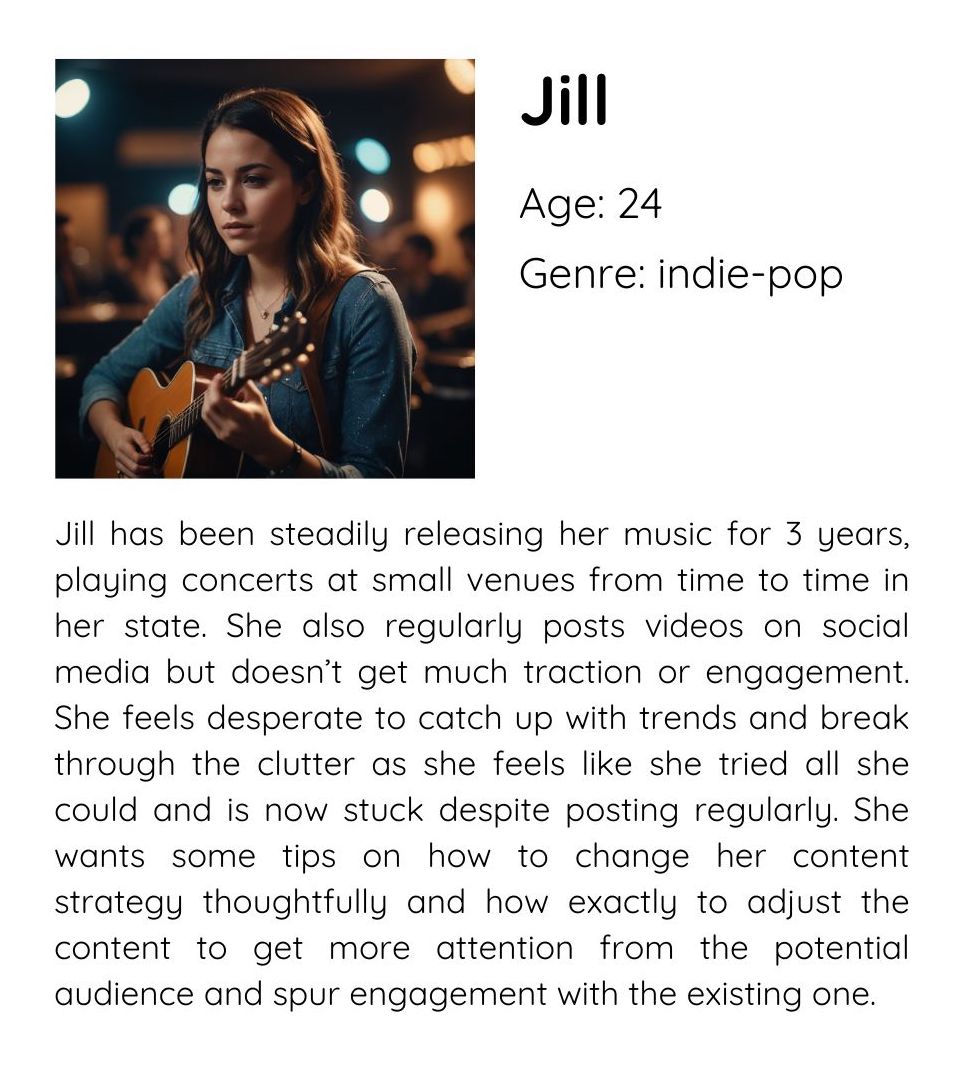 Jill
Age: 24
Genre: indie-pop
Jill has been steadily releasing her music for 3 years,
playing concerts at small venues from time to time in
her state. She also regularly posts videos on social
media but doesn’t get much traction or engagement.
She feels desperate to catch up with trends and break
through the clutter as she feels like she tried all she
could and is now stuck despite posting regularly. She
wants some tips on how to change her content
strategy thoughtfully and how exactly to adjust the
content to get more attention from the potential
audience and spur engagement with the existing one.